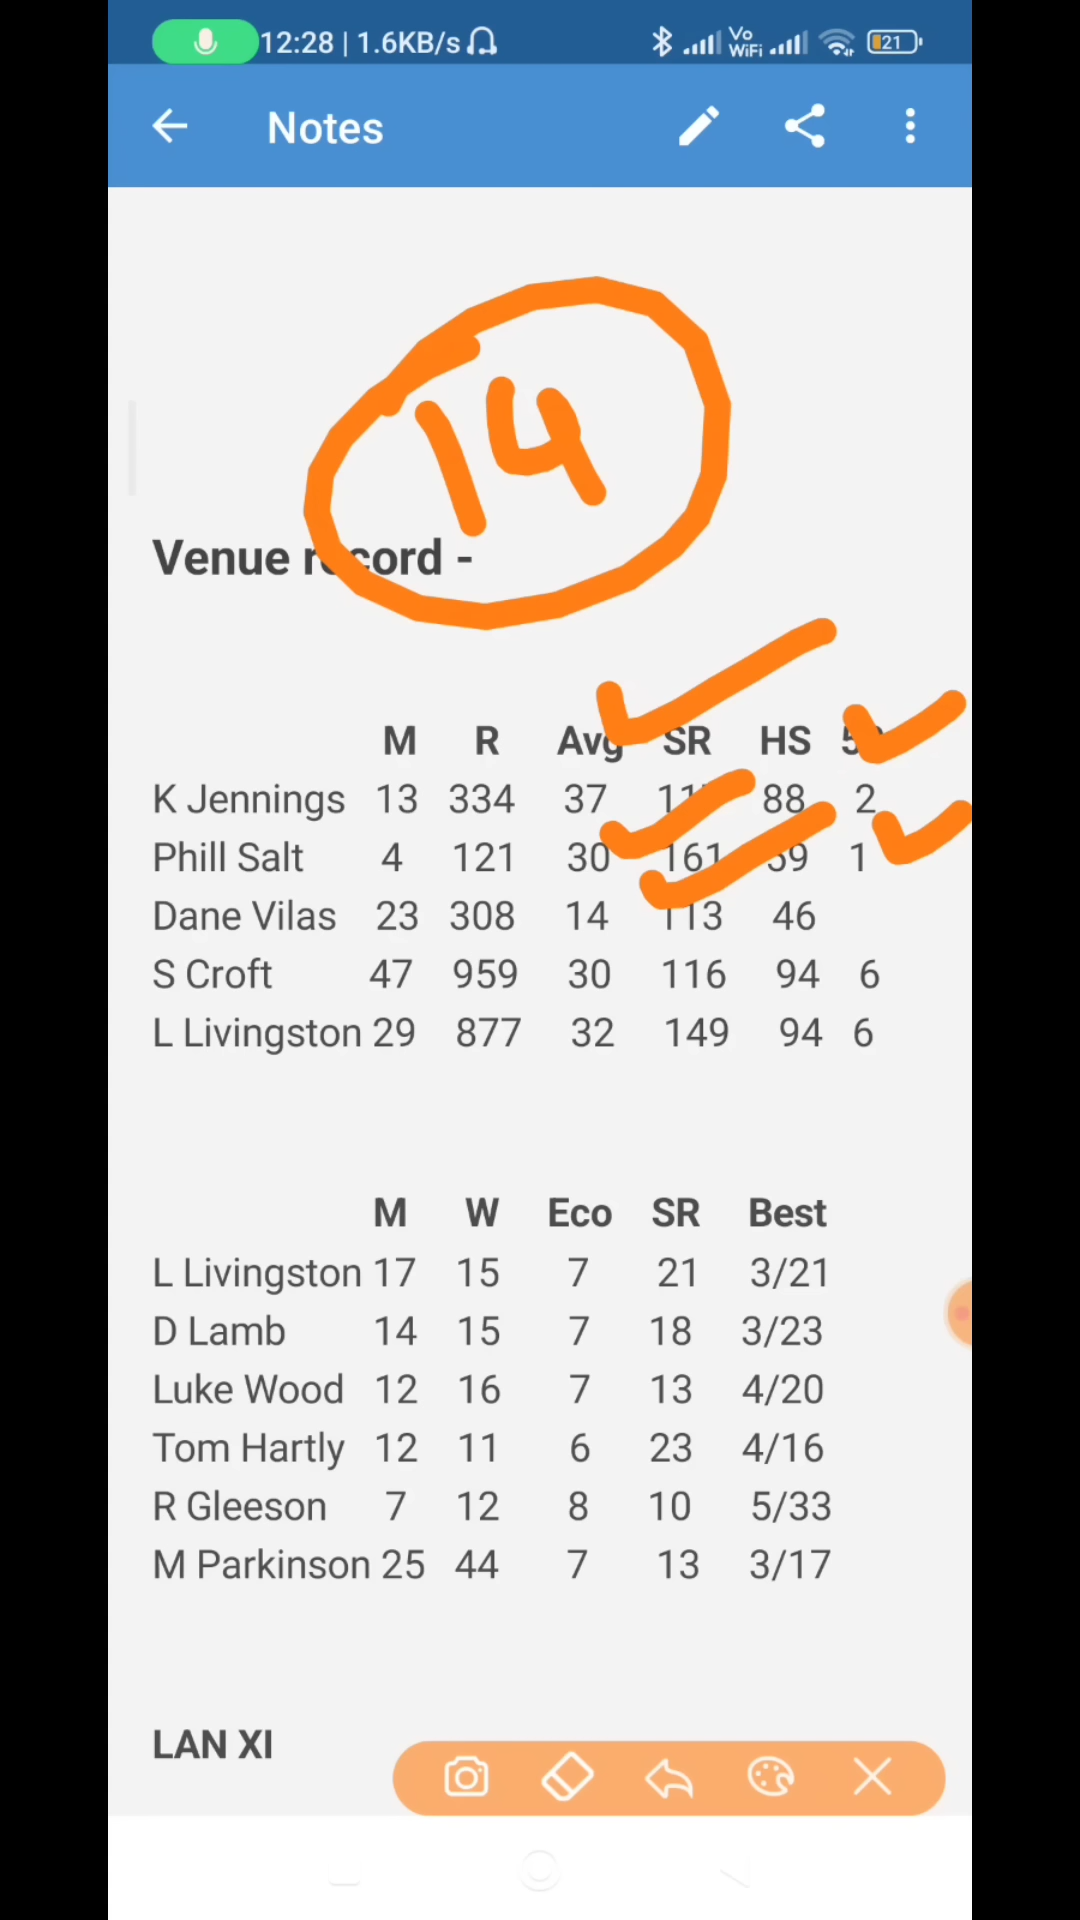 12:28 | 1.6KB/s Vo WiFi 21
Notes
14
Venue record -
M R Avg SR HS
K Jennings 13 334 37 88 2
Phill Salt 4 121 30 161 59 1
Dane Vilas 23 308 14 113 46
S Croft 47 959 30 116 94 6
L Livingston 29 877 32 149 94 6
M W Eco SR Best
L Livingston 17 15 7 21 3/21
D Lamb 14 15 7 18 3/23
Luke Wood 12 16 7 13 4/20
Tom Hartly 12 11 6 23 4/16
R Gleeson 7 12 8 10 5/33
M Parkinson 25 44 7 13 3/17
LAN XI